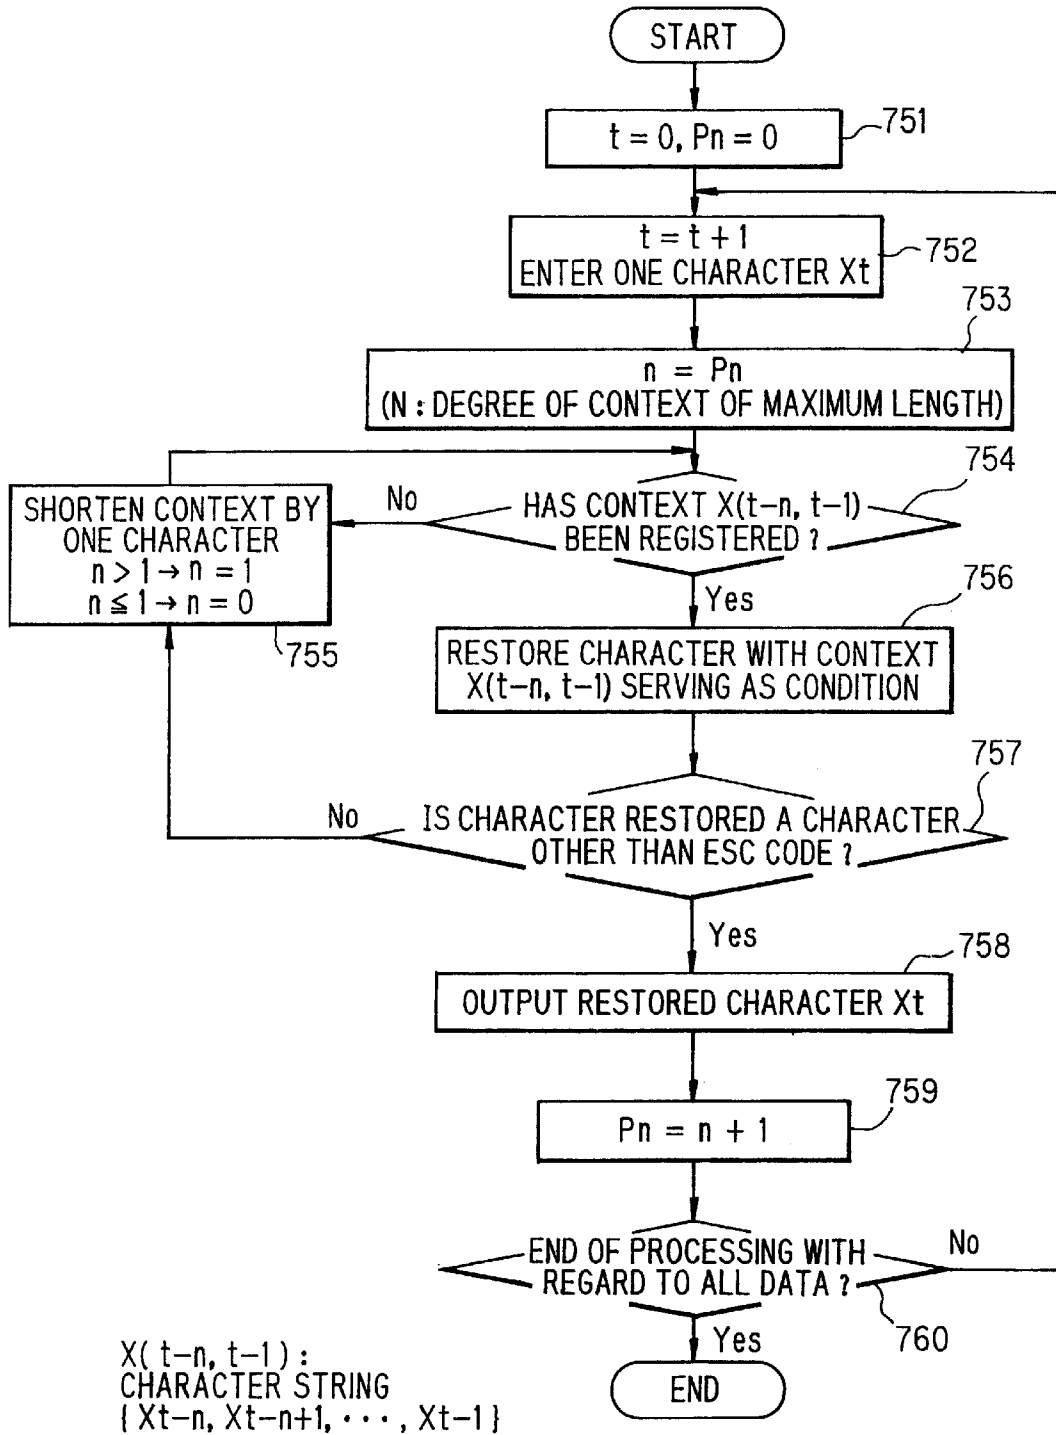 START
t = 0, Pn = 0
751
t = t + 1
ENTER ONE CHARACTER Xt
752
753
n = Pn
(N : DEGREE OF CONTEXT OF MAXIMUM LENGTH)
754
HAS CONTEXT X(t-n, t-1)
BEEN REGISTERED ?
No
SHORTEN CONTEXT BY
ONE CHARACTER
n > 1 → n = 1
n ≦ 1 → n = 0
755
Yes
756
RESTORE CHARACTER WITH CONTEXT
X(t-n, t-1) SERVING AS CONDITION
757
IS CHARACTER RESTORED A CHARACTER
OTHER THAN ESC CODE ?
No
Yes
758
OUTPUT RESTORED CHARACTER Xt
759
Pn = n + 1
END OF PROCESSING WITH
REGARD TO ALL DATA ?
No
760
Yes
END
X( t-n, t-1 ) :
CHARACTER STRING
{ Xt-n, Xt-n+1, ···, Xt-1 }